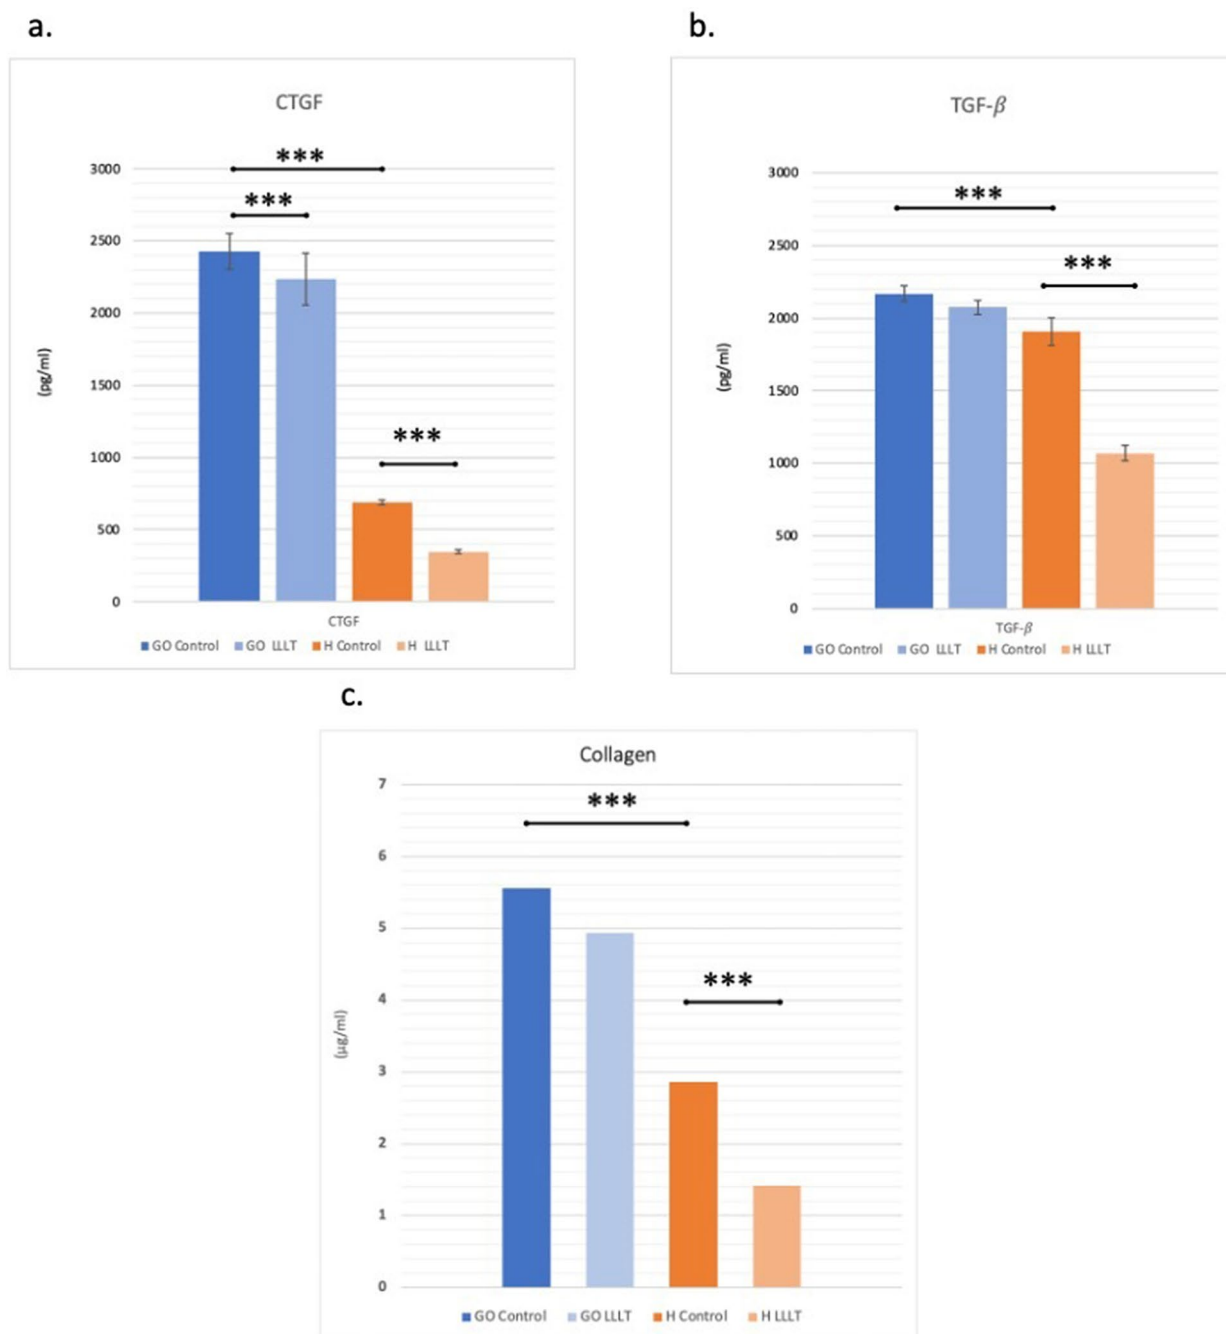 a.
CTGF
3000
***
***
2500
2000
1500
(pg/ml)
1000
***
500
0
CTGF
GO Control GO LLLT H Control H LLLT
b.
TGF-β
3000
***
2500
***
2000
(pg/ml)
1500
1000
500
0
TGF-β
GO Control GO LLLT H Control H LLLT
c.
Collagen
7
***
6
5
***
4
(µg/ml)
3
2
1
0
GO Control GO LLLT H Control H LLLT